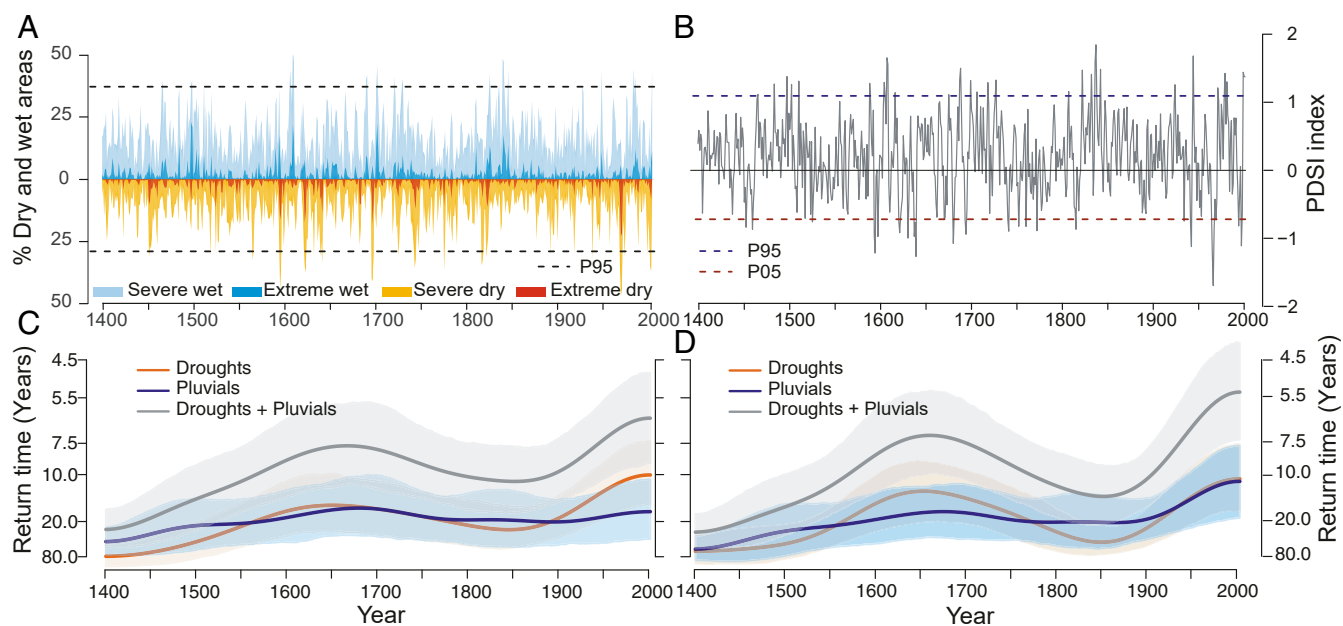 A
% Dry and wet areas
50
25
0
25
50
P95
Severe wet
Extreme wet
Severe dry
Extreme dry
1400 1500 1600 1700 1800 1900 2000
B
PDSI index
2
1
0
−1
−2
P95
P05
1400 1500 1600 1700 1800 1900 2000
C
Return time (Years)
4.5
5.5
7.5
10.0
20.0
80.0
Droughts
Pluvials
Droughts + Pluvials
1400 1500 1600 1700 1800 1900 2000
Year
D
Return time (Years)
4.5
5.5
7.5
10.0
20.0
80.0
Droughts
Pluvials
Droughts + Pluvials
1400 1500 1600 1700 1800 1900 2000
Year